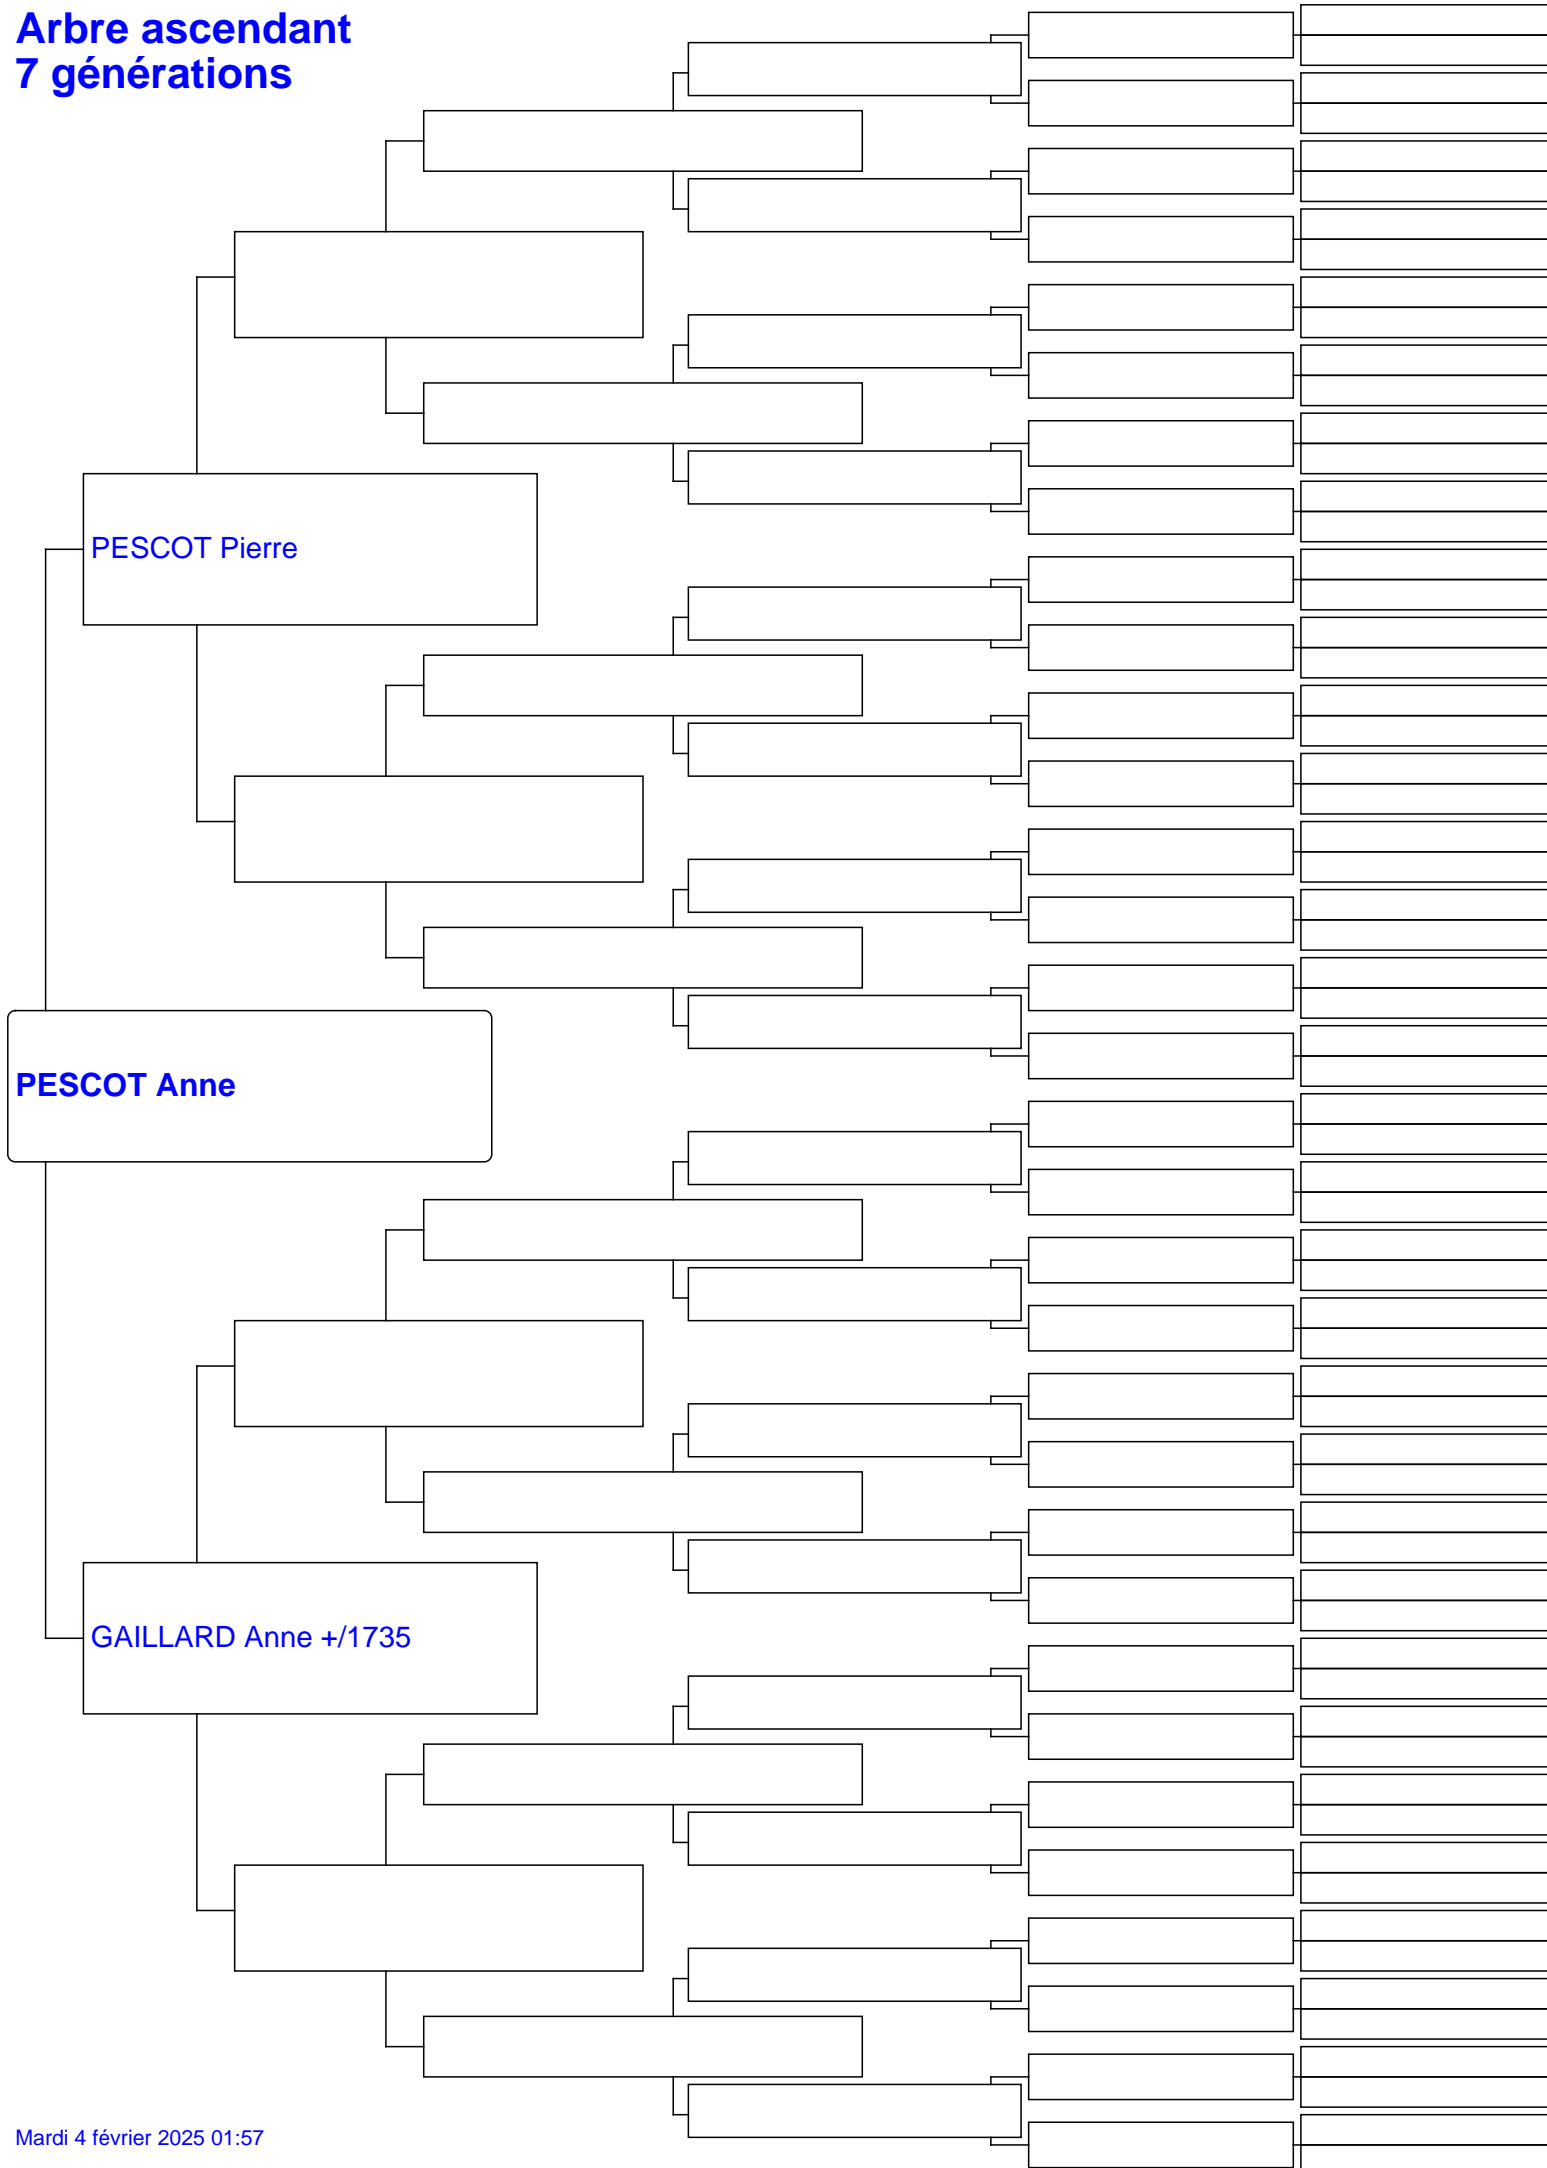 Arbre ascendant
7 générations
PESCOT Pierre
PESCOT Anne
GAILLARD Anne +/1735
Mardi 4 février 2025 01:57